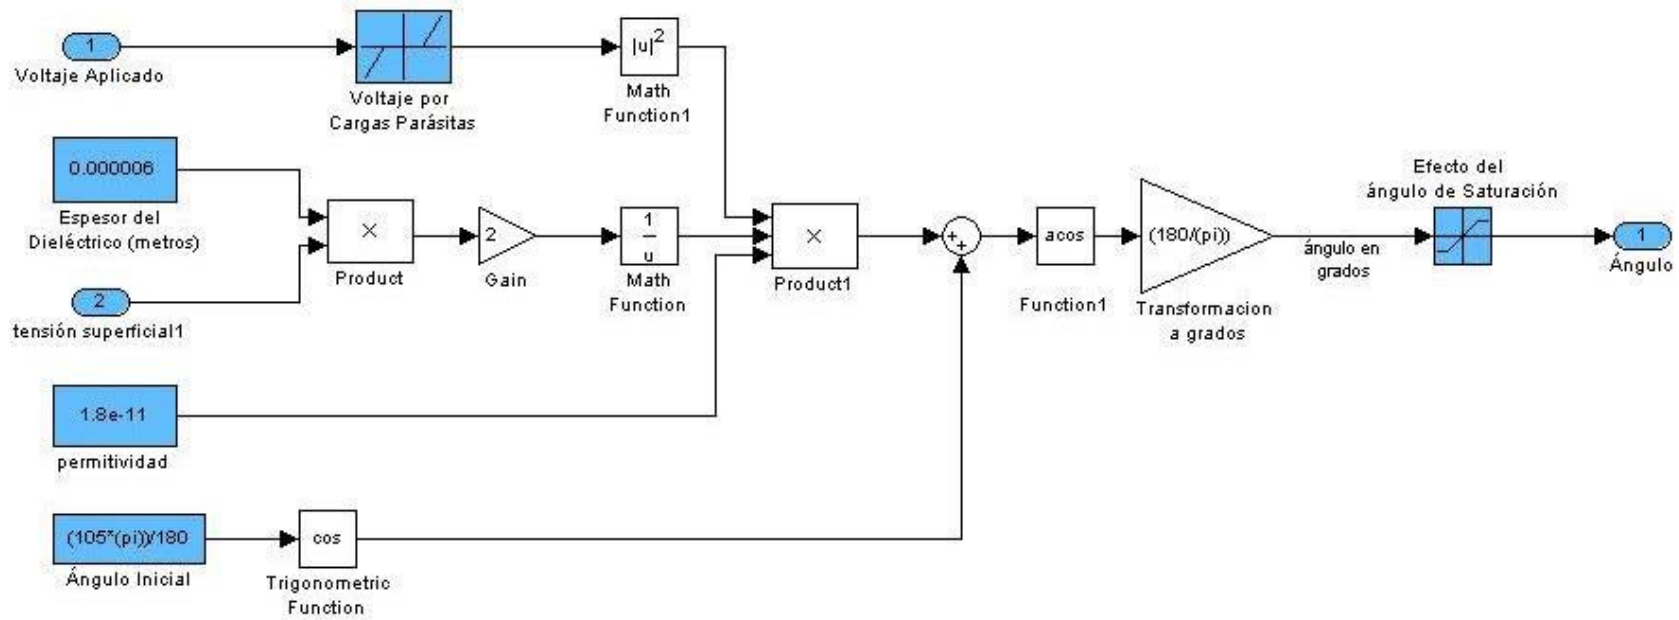 1
Voltaje Aplicado
Voltaje por
Cargas Parásitas
|u|²
Math
Function1
0.000006
Espesor del
Dieléctrico (metros)
2
tensión superficial1
×
Product
2
Gain
1
u
Math
Function
×
Product1
+
+
acos
Function1
(180/(pi))
Transformacion
a grados
ángulo en
grados
Efecto del
ángulo de Saturación
1
Ángulo
1.8e-11
permitividad
(105*(pi))/180
Ángulo Inicial
cos
Trigonometric
Function